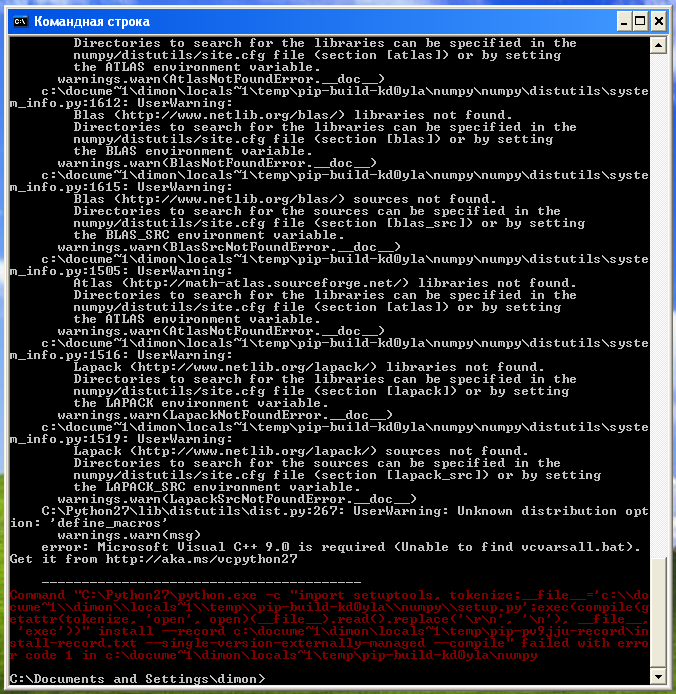 Командная строка
Directories to search for the libraries can be specified in the
numpy/distutils/site.cfg file (section [atlas]) or by setting
the ATLAS environment variable.
warnings.warn(AtlasNotFoundError.__doc__)
c:\docume~1\dimon\locals~1\temp\pip-build-kd0yla\numpy\numpy\distutils\syste
m_info.py:1612: UserWarning:
Blas (http://www.netlib.org/blas/) libraries not found.
Directories to search for the libraries can be specified in the
numpy/distutils/site.cfg file (section [blas]) or by setting
the BLAS environment variable.
warnings.warn(BlasNotFoundError.__doc__)
c:\docume~1\dimon\locals~1\temp\pip-build-kd0yla\numpy\numpy\distutils\syste
m_info.py:1615: UserWarning:
Blas (http://www.netlib.org/blas/) sources not found.
Directories to search for the sources can be specified in the
numpy/distutils/site.cfg file (section [blas_src]) or by setting
the BLAS_SRC environment variable.
warnings.warn(BlasSrcNotFoundError.__doc__)
c:\docume~1\dimon\locals~1\temp\pip-build-kd0yla\numpy\numpy\distutils\syste
m_info.py:1505: UserWarning:
Atlas (http://math-atlas.sourceforge.net/) libraries not found.
Directories to search for the libraries can be specified in the
numpy/distutils/site.cfg file (section [atlas]) or by setting
the ATLAS environment variable.
warnings.warn(AtlasNotFoundError.__doc__)
c:\docume~1\dimon\locals~1\temp\pip-build-kd0yla\numpy\numpy\distutils\syste
m_info.py:1516: UserWarning:
Lapack (http://www.netlib.org/lapack/) libraries not found.
Directories to search for the libraries can be specified in the
numpy/distutils/site.cfg file (section [lapack]) or by setting
the LAPACK environment variable.
warnings.warn(LapackNotFoundError.__doc__)
c:\docume~1\dimon\locals~1\temp\pip-build-kd0yla\numpy\numpy\distutils\syste
m_info.py:1519: UserWarning:
Lapack (http://www.netlib.org/lapack/) sources not found.
Directories to search for the sources can be specified in the
numpy/distutils/site.cfg file (section [lapack_src]) or by setting
the LAPACK_SRC environment variable.
warnings.warn(LapackSrcNotFoundError.__doc__)
C:\Python27\lib\distutils\dist.py:267: UserWarning: Unknown distribution opt
ion: 'define_macros'
warnings.warn(msg)
error: Microsoft Visual C++ 9.0 is required (Unable to find vcvarsall.bat).
Get it from http://aka.ms/vcpython27
----------------------------------------
Command "C:\Python27\python.exe -c "import setuptools, tokenize;__file__='c:\\do
cume~1\\dimon\\locals~1\\temp\\pip-build-kd0yla\\numpy\\setup.py';exec(compile(g
etattr(tokenize, 'open', open)(__file__).read().replace('\r\n', '\n'), __file__,
'exec'))" install --record c:\docume~1\dimon\locals~1\temp\pip-pv9jju-record\in
stall-record.txt --single-version-externally-managed --compile" failed with erro
r code 1 in c:\docume~1\dimon\locals~1\temp\pip-build-kd0yla\numpy
C:\Documents and Settings\dimon>